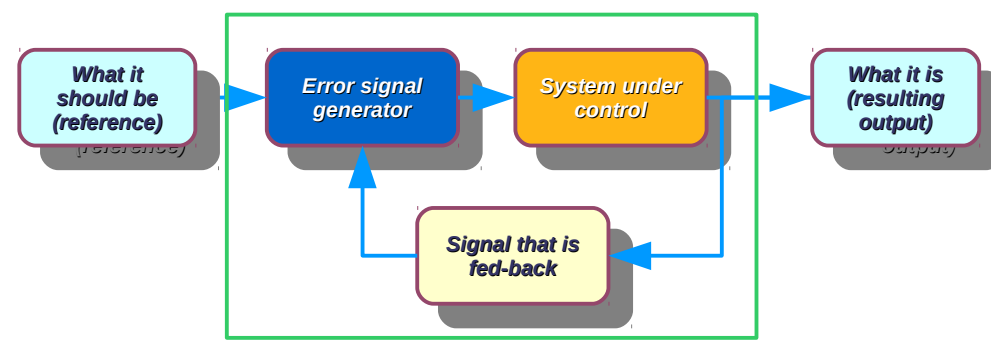 What it
should be
(reference)
Error signal
generator
System under
control
What it is
(resulting
output)
Signal that is
fed-back